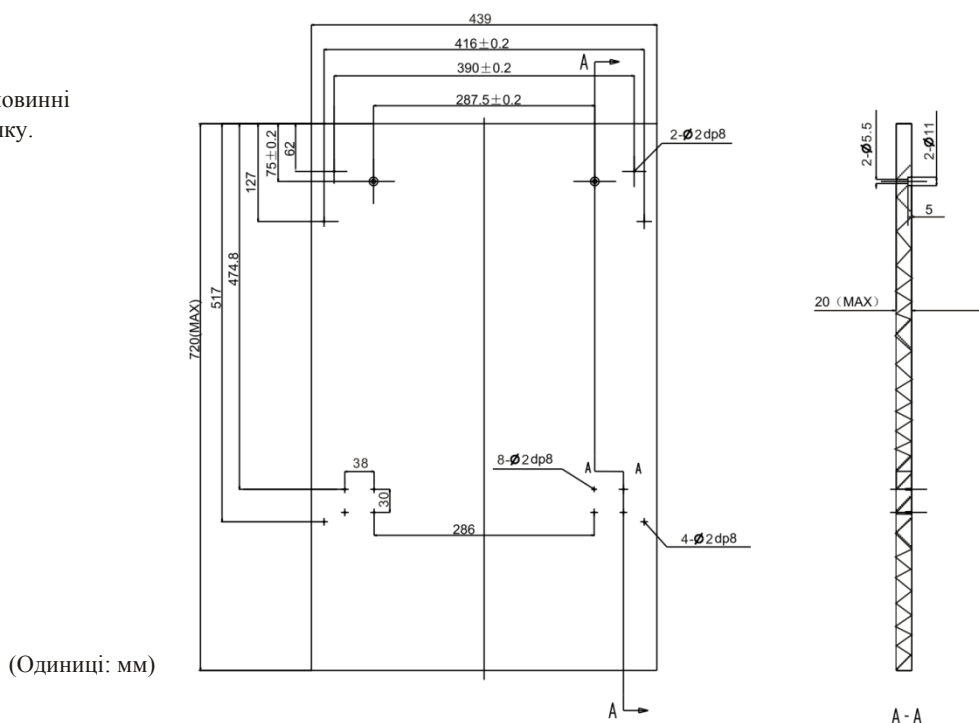 439
416±0.2
A
390±0.2
овинні
287.5±0.2
ку.
2-Ø2dp8
2-Ø5.5
2-Ø11
75±0.2
62
127
5
474.8
517
20（MAX）
720(MAX)
38
8-Ø2dp8
A
A
30
286
4-Ø2dp8
(Одиниці: мм)
A
A-A